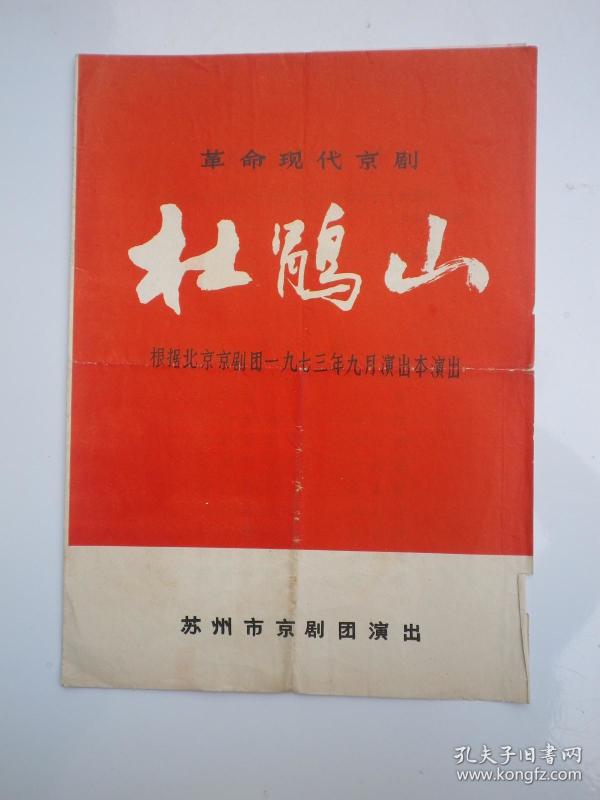 革命现代京剧
杜鹃山
根据北京京剧团一九七三年九月演出本演出
苏州市京剧团演出
孔夫子旧书网
www.kongfz.com